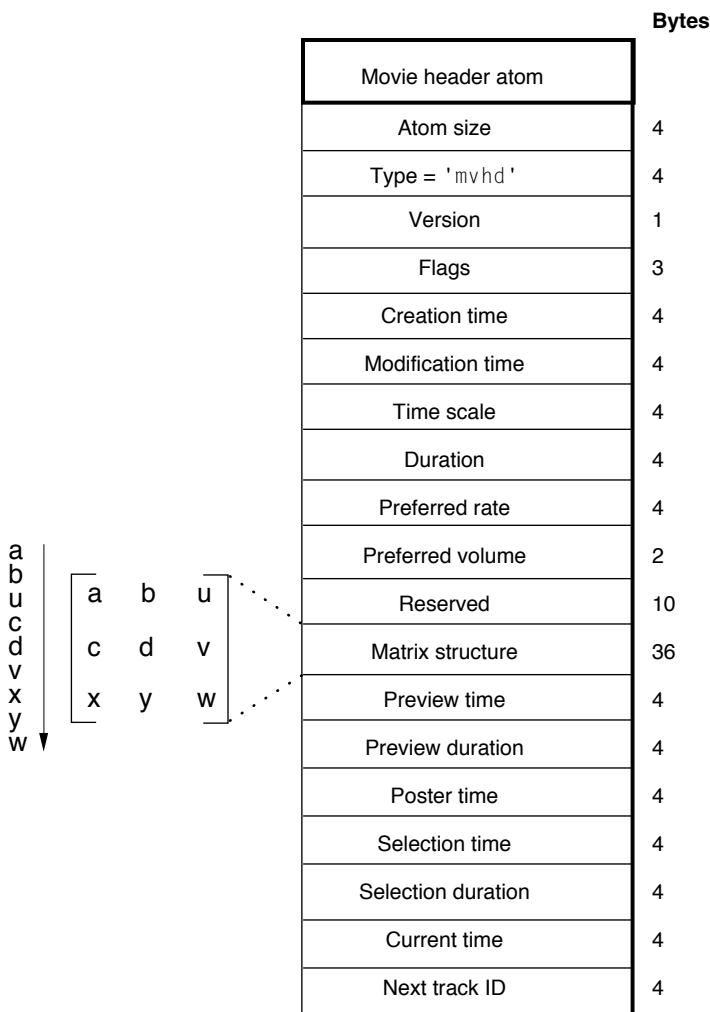 Bytes
Movie header atom
Atom size 4
Type = 'mvhd' 4
Version 1
Flags 3
Creation time 4
Modification time 4
Time scale 4
Duration 4
Preferred rate 4
Preferred volume 2
Reserved 10
Matrix structure 36
Preview time 4
Preview duration 4
Poster time 4
Selection time 4
Selection duration 4
Current time 4
Next track ID 4
a
b
u
c
d
v
x
y
w
a b u
c d v
x y w